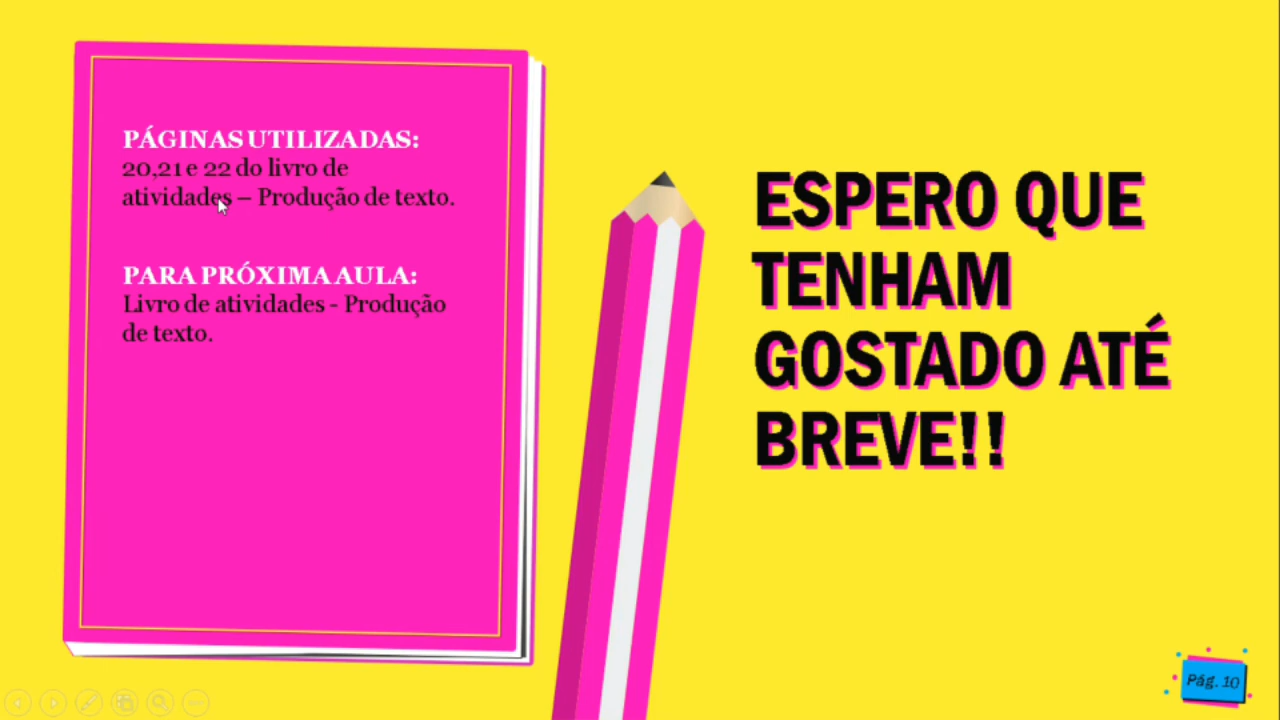 PÁGINAS UTILIZADAS:
20,21 e 22 do livro de
atividades – Produção de texto.
PARA PRÓXIMA AULA:
Livro de atividades - Produção
de texto.
ESPERO QUE
TENHAM
GOSTADO ATÉ
BREVE!!
Pág. 10